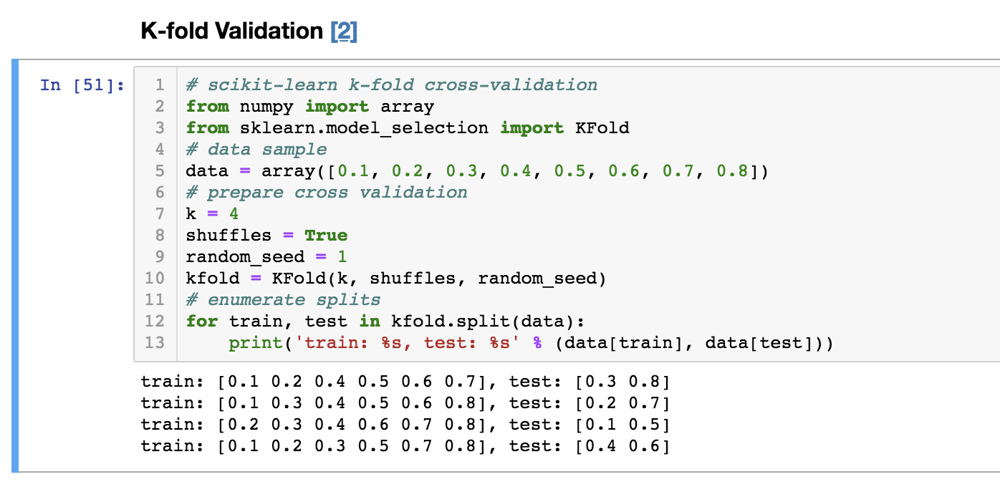 K-fold Validation [2]
In [51]:
1 # scikit-learn k-fold cross-validation
2 from numpy import array
3 from sklearn.model_selection import KFold
4 # data sample
5 data = array([0.1, 0.2, 0.3, 0.4, 0.5, 0.6, 0.7, 0.8])
6 # prepare cross validation
7 k = 4
8 shuffles = True
9 random_seed = 1
10 kfold = KFold(k, shuffles, random_seed)
11 # enumerate splits
12 for train, test in kfold.split(data):
13     print('train: %s, test: %s' % (data[train], data[test]))
train: [0.1 0.2 0.4 0.5 0.6 0.7], test: [0.3 0.8]
train: [0.1 0.3 0.4 0.5 0.6 0.8], test: [0.2 0.7]
train: [0.2 0.3 0.4 0.6 0.7 0.8], test: [0.1 0.5]
train: [0.1 0.2 0.3 0.5 0.7 0.8], test: [0.4 0.6]